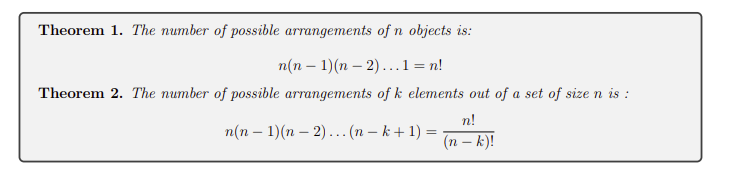 Theorem 1. The number of possible arrangements of n objects is:
n(n − 1)(n − 2) . . . 1 = n!
Theorem 2. The number of possible arrangements of k elements out of a set of size n is :
n(n − 1)(n − 2) . . . (n − k + 1) = n! / (n − k)!